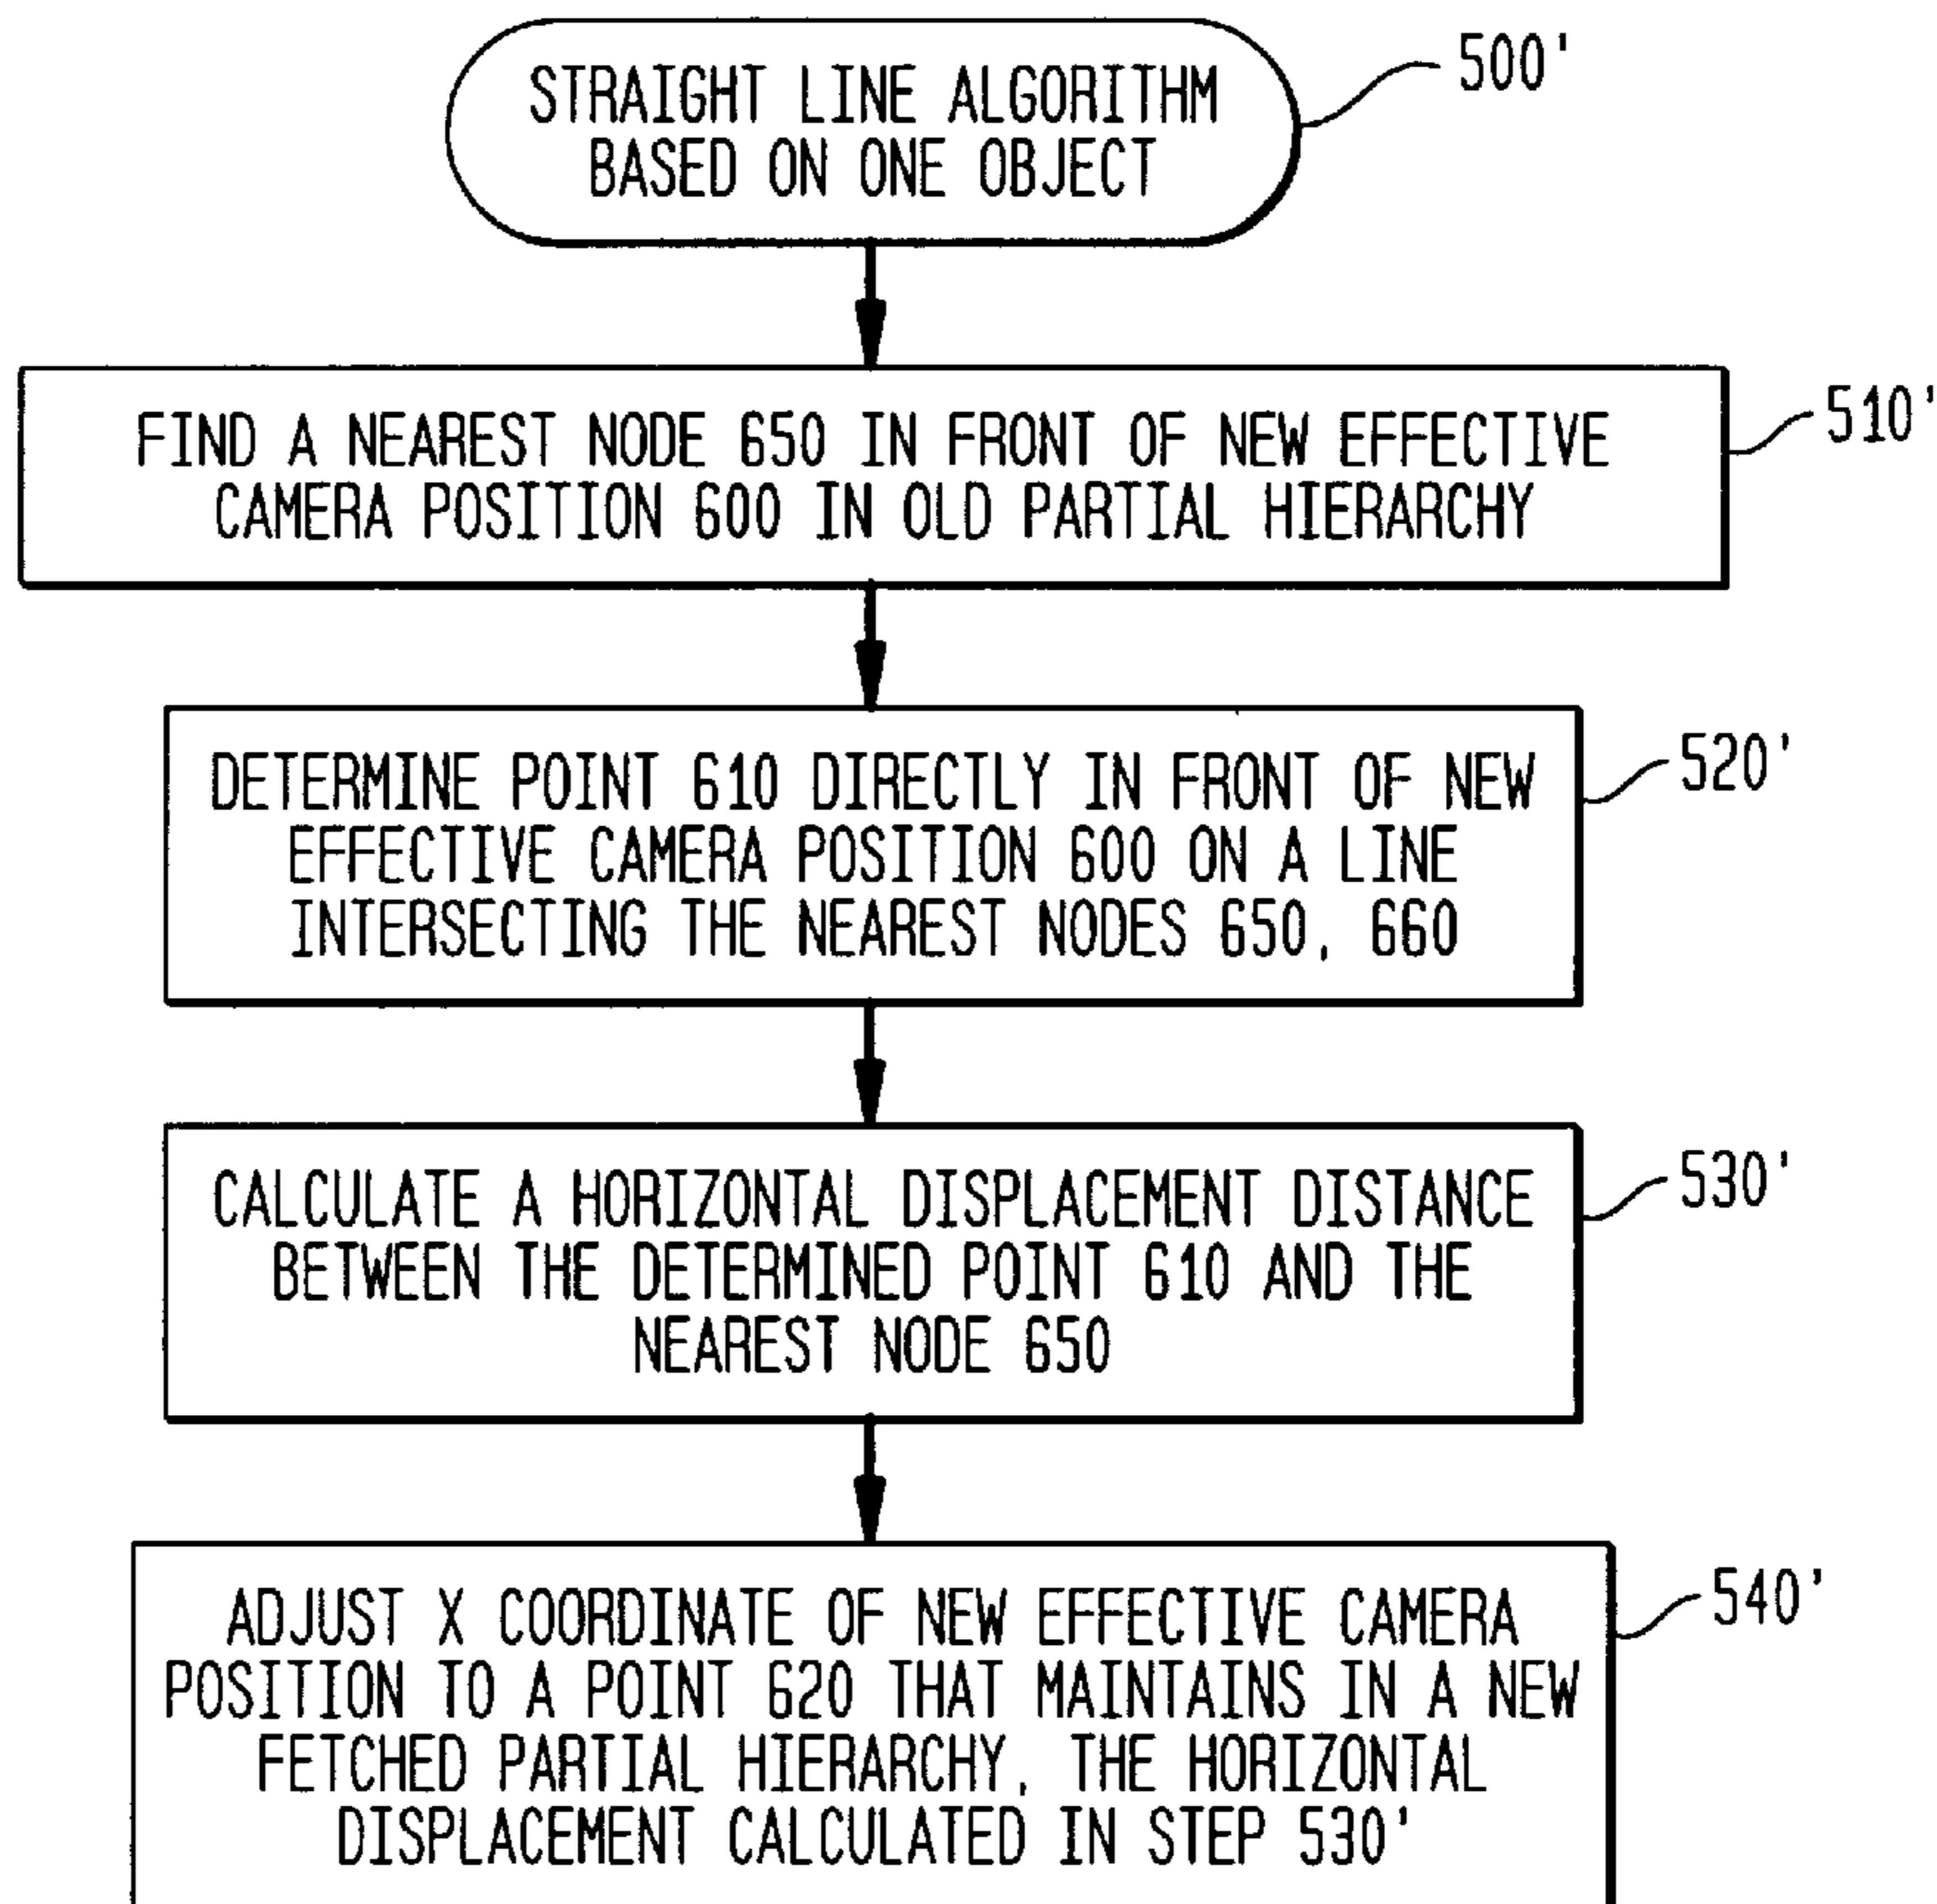 STRAIGHT LINE ALGORITHM
BASED ON ONE OBJECT
500'
FIND A NEAREST NODE 650 IN FRONT OF NEW EFFECTIVE
CAMERA POSITION 600 IN OLD PARTIAL HIERARCHY
510'
DETERMINE POINT 610 DIRECTLY IN FRONT OF NEW
EFFECTIVE CAMERA POSITION 600 ON A LINE
INTERSECTING THE NEAREST NODES 650, 660
520'
CALCULATE A HORIZONTAL DISPLACEMENT DISTANCE
BETWEEN THE DETERMINED POINT 610 AND THE
NEAREST NODE 650
530'
ADJUST X COORDINATE OF NEW EFFECTIVE CAMERA
POSITION TO A POINT 620 THAT MAINTAINS IN A NEW
FETCHED PARTIAL HIERARCHY, THE HORIZONTAL
DISPLACEMENT CALCULATED IN STEP 530'
540'